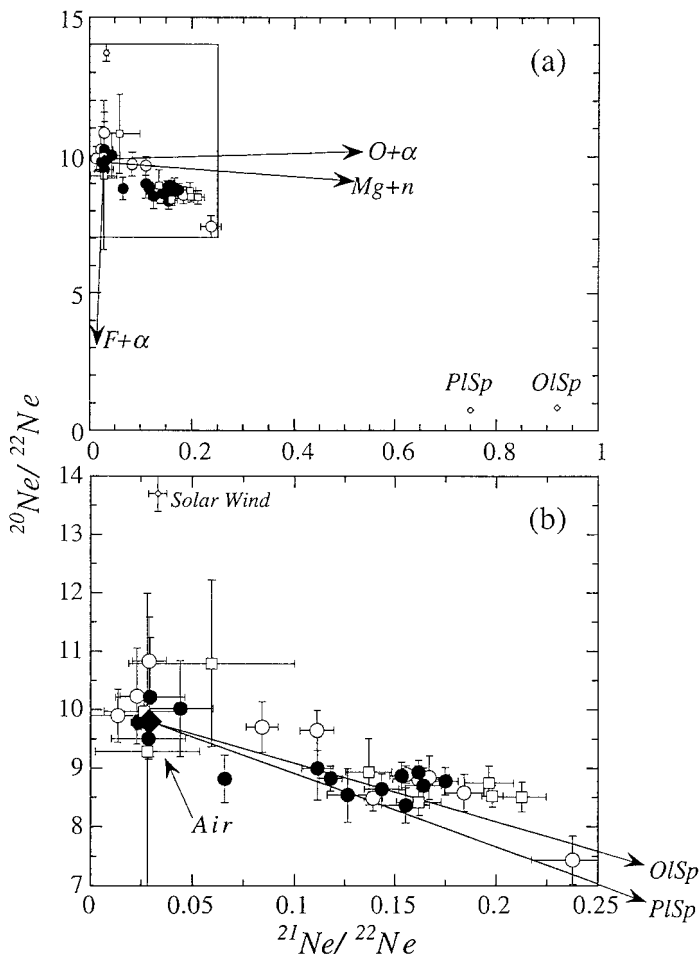 15
(a)
10
O+α
Mg+n
5
F+α
PlSp
OlSp
0
0
0.2
0.4
0.6
0.8
1
²⁰Ne/ ²²Ne
14
(b)
Solar Wind
13
12
11
10
9
8
Air
OlSp
7
PlSp
0
0.05
0.1
0.15
0.2
0.25
²¹Ne/ ²²Ne